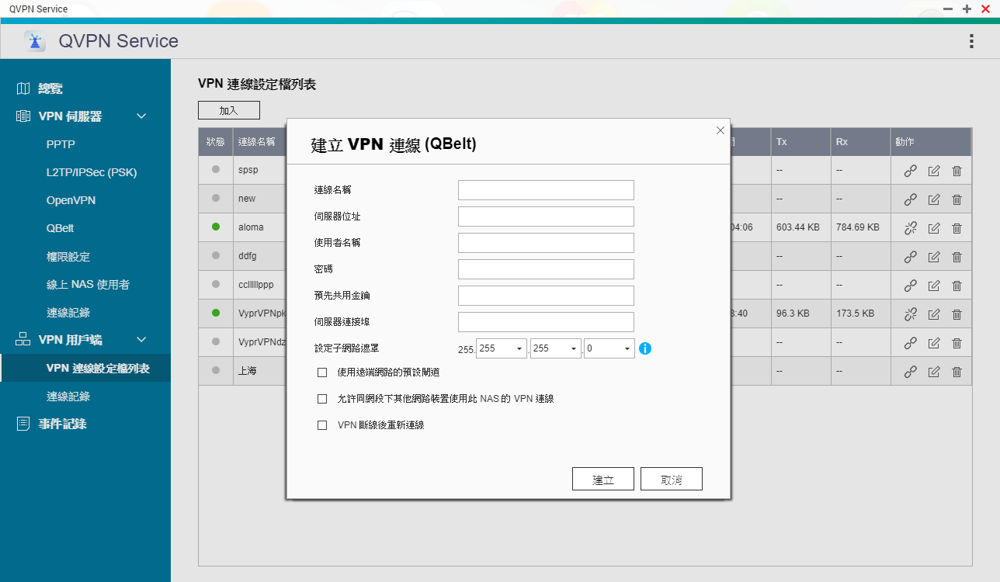 QVPN Service
QVPN Service
總覽
VPN 伺服器
PPTP
L2TP/IPSec (PSK)
OpenVPN
QBelt
權限設定
線上 NAS 使用者
連線記錄
VPN 用戶端
VPN 連線設定檔列表
連線記錄
事件記錄
VPN 連線設定檔列表
加入
狀態 連線名稱 Tx Rx 動作
spsp -- --
new -- --
aloma 04:06 603.44 KB 784.69 KB
ddfg -- --
cclllllppp -- --
VyprVPNpk 3:40 96.3 KB 173.5 KB
VyprVPNdz -- --
上海 -- --
建立 VPN 連線 (QBelt)
連線名稱
伺服器位址
使用者名稱
密碼
預先共用金鑰
伺服器連接埠
設定子網路遮罩 255. 255 . 255 . 0
使用遠端網路的預設閘道
允許同網段下其他網路裝置使用此 NAS 的 VPN 連線
VPN 斷線後重新連線
建立 取消